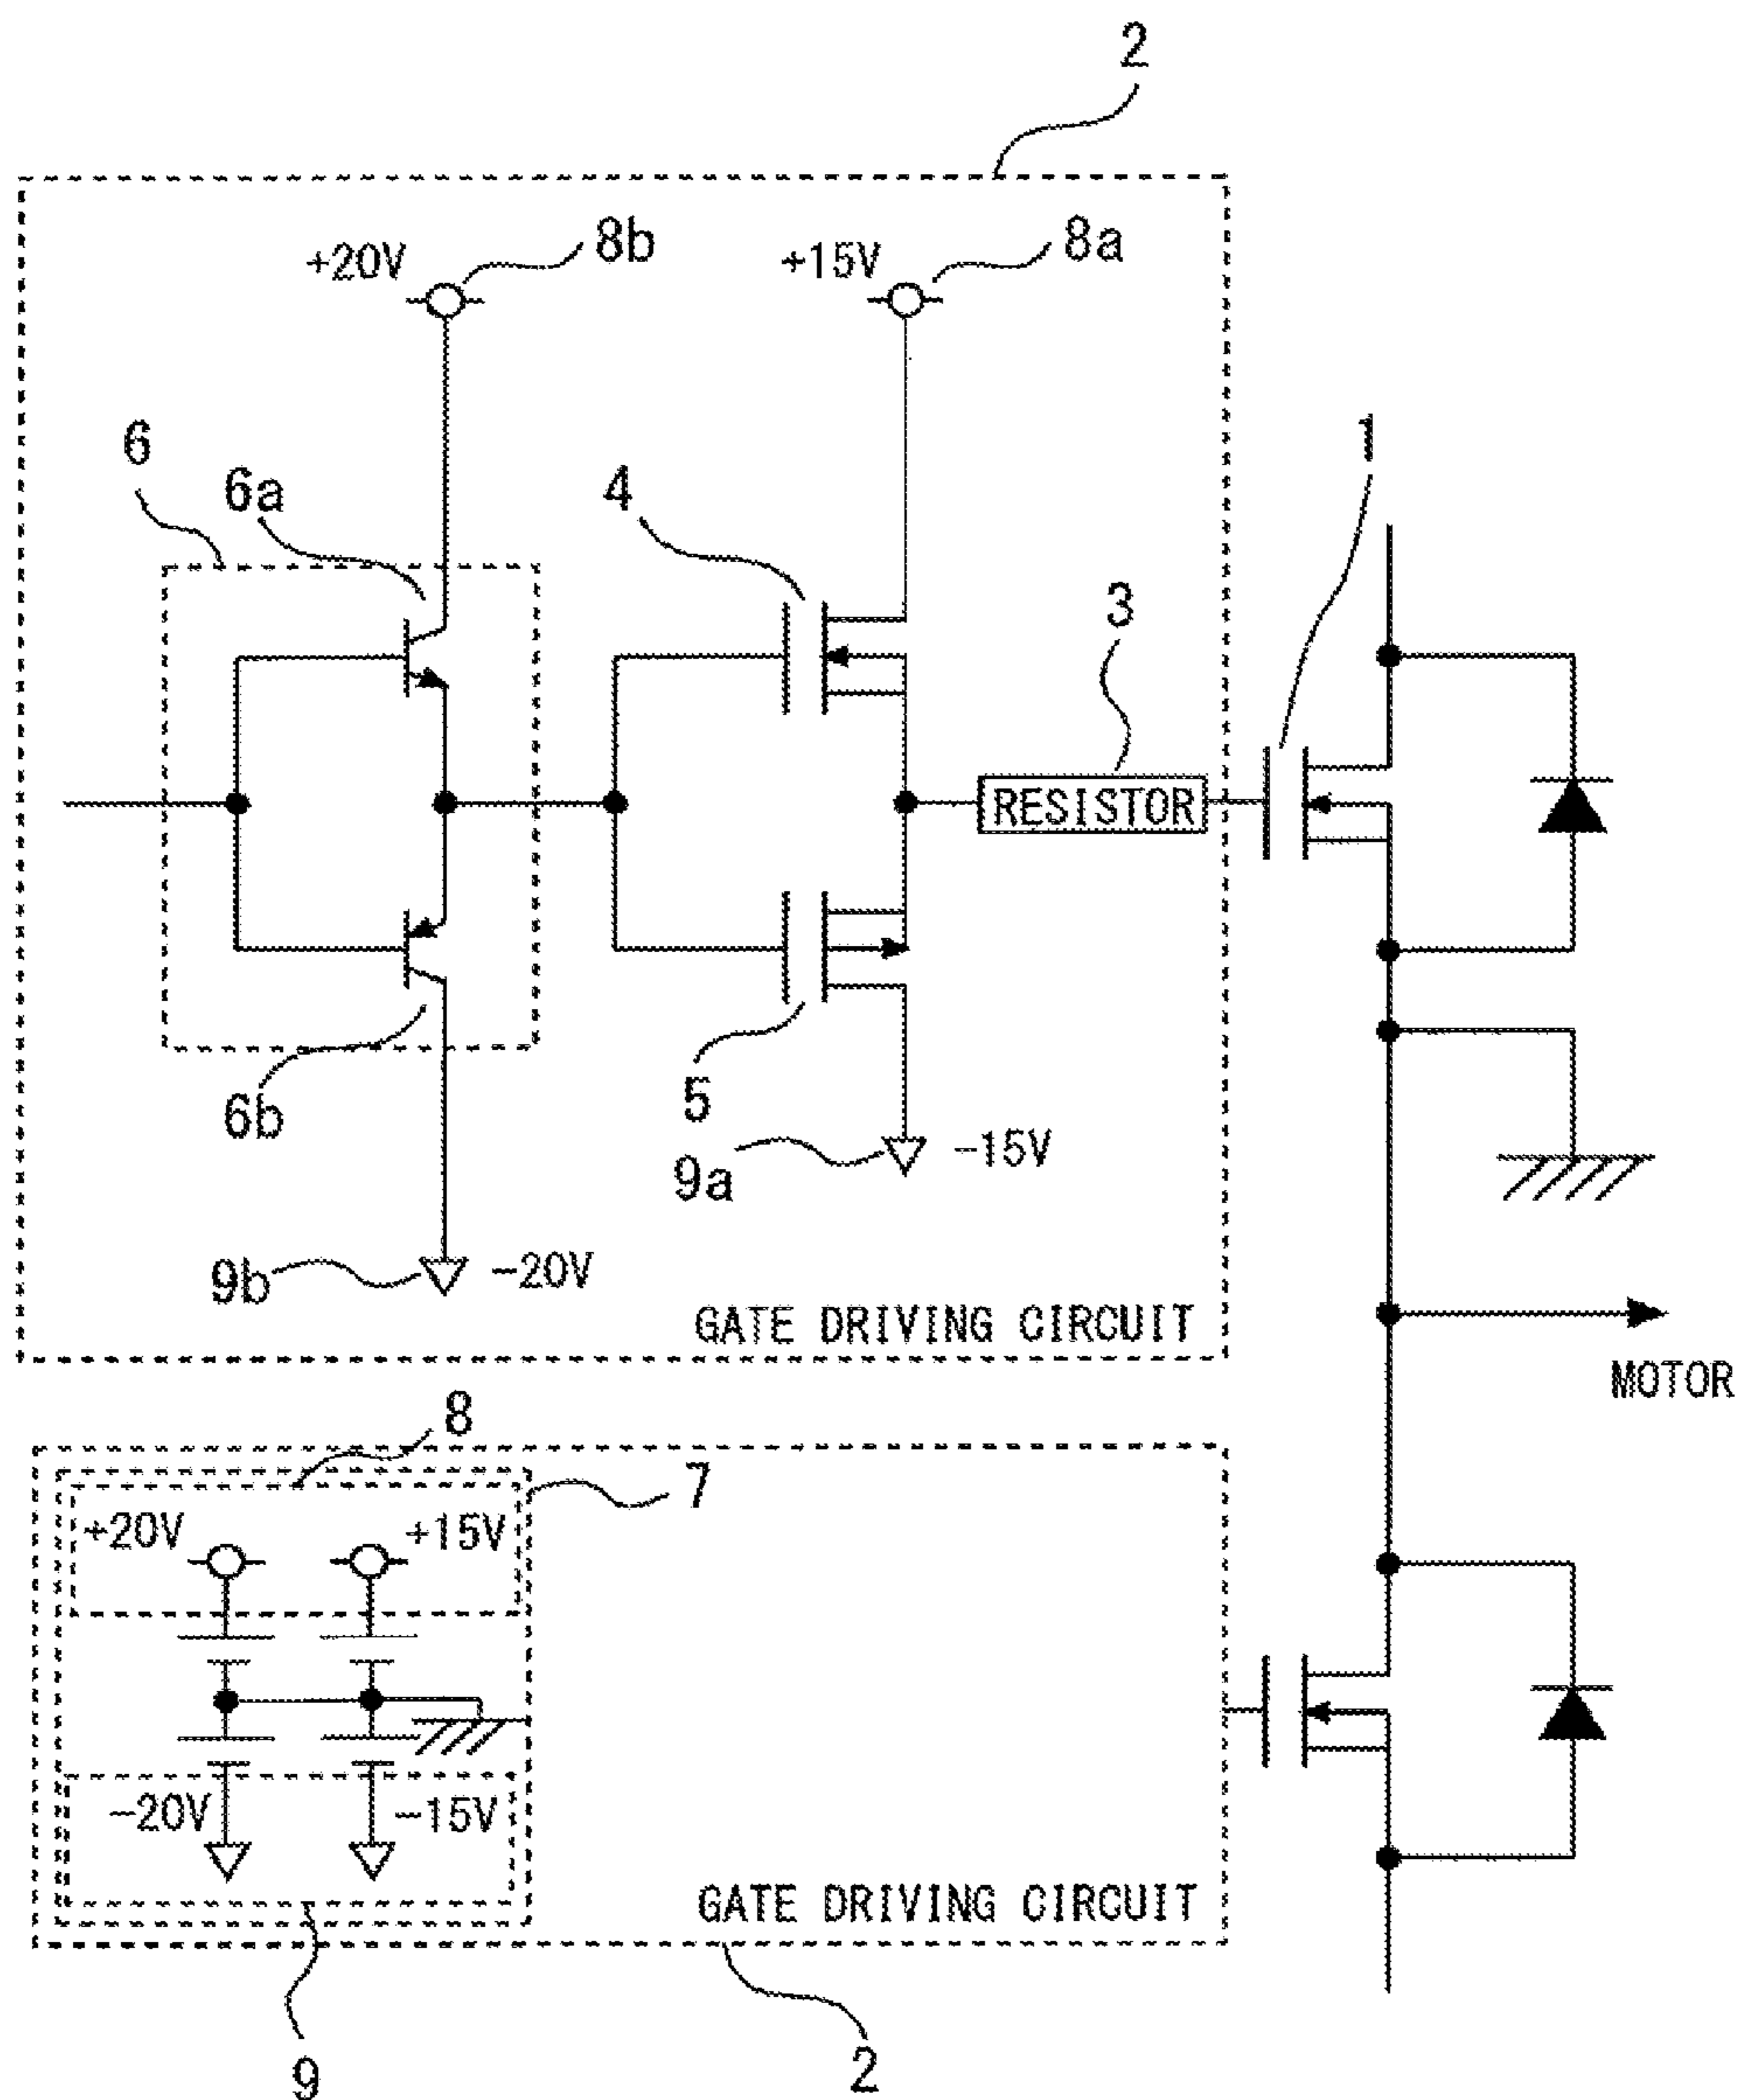 2
+20V 8b +15V 8a
6 6a 4 1
3
RESISTOR
6b 5
9a -15V
9b -20V
GATE DRIVING CIRCUIT
MOTOR
8
7
+20V +15V
-20V -15V
GATE DRIVING CIRCUIT
9 2